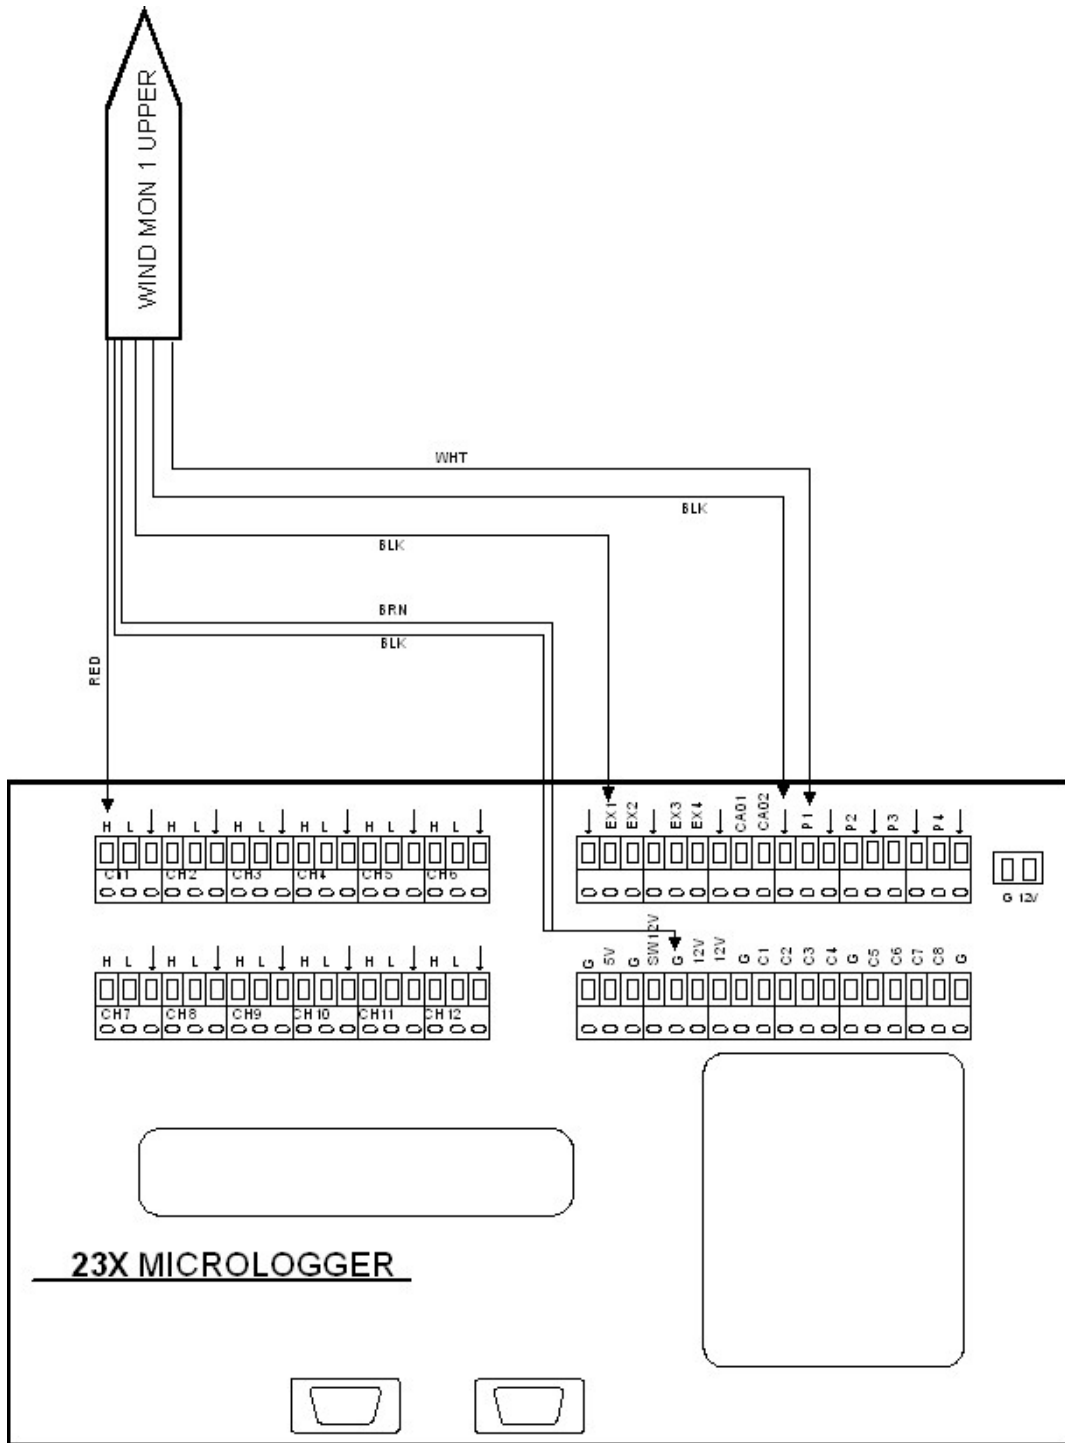 WIND MON 1 UPPER
WHT
BLK
BLK
BRN
BLK
RED
H L H L H L H L H L H L
EX1 EX2 EX3 EX4 CAO1 CAO2 P1 P2 P3 P4
CH1 CH2 CH3 CH4 CH5 CH6
G 12V
H L H L H L H L H L H L
G 5V G SW12V G 12V 12V G C1 C2 C3 C4 G C5 C6 C7 C8 G
CH7 CH8 CH9 CH10 CH11 CH12
23X MICROLOGGER